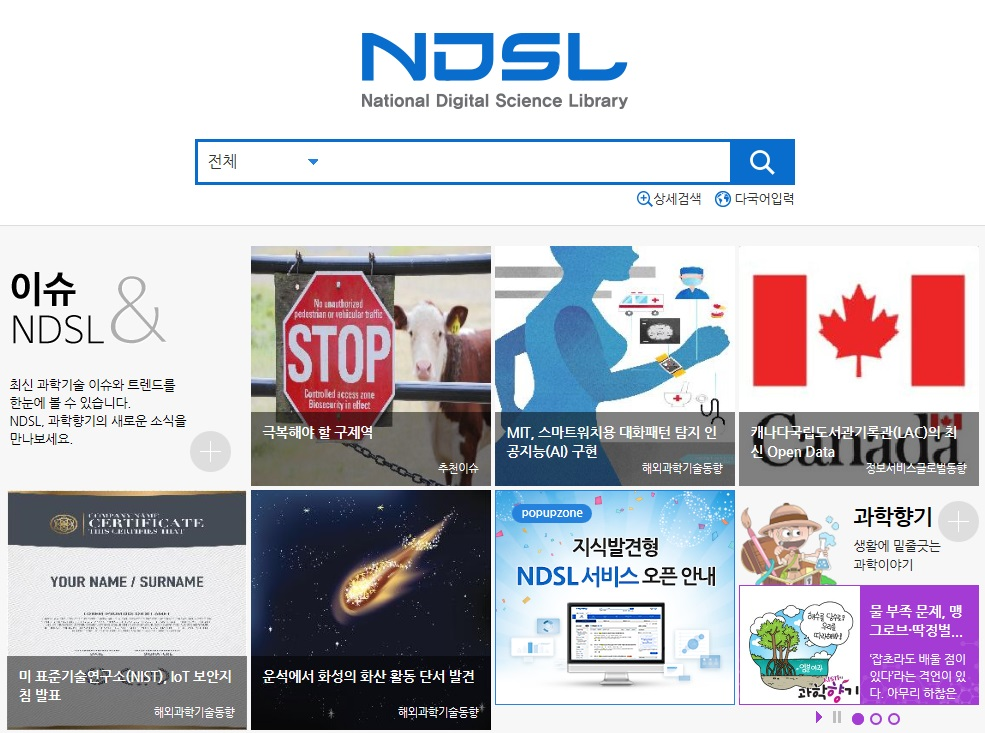 NDSL
National Digital Science Library
전체
상세검색 다국어입력
이슈
NDSL &
최신 과학기술 이슈와 트렌드를
한눈에 볼 수 있습니다.
NDSL, 과학향기의 새로운 소식을
만나보세요.
No unauthorized
pedestrian or vehicular traffic
STOP
Controlled access zone
Biosecurity in effect
극복해야 할 구제역
추천이슈
MIT, 스마트워치용 대화패턴 탐지 인
공지능(AI) 구현
해외과학기술동향
Canada
캐나다국립도서관기록관(LAC)의 최
신 Open Data
정보서비스글로벌동향
COMPANY NAME
CERTIFICATE
THIS CERTIFIES THAT
YOUR NAME / SURNAME
미 표준기술연구소(NIST), IoT 보안지
침 발표
해외과학기술동향
운석에서 화성의 화산 활동 단서 발견
해외과학기술동향
popupzone
지식발견형
NDSL 서비스 오픈 안내
과학향기
생활에 밑줄긋는
과학이야기
과학향기
물 부족 문제, 맹
그로브·딱정벌...
'잡초라도 배울 점이
있다'라는 격언이 있
다. 아무리 하찮은